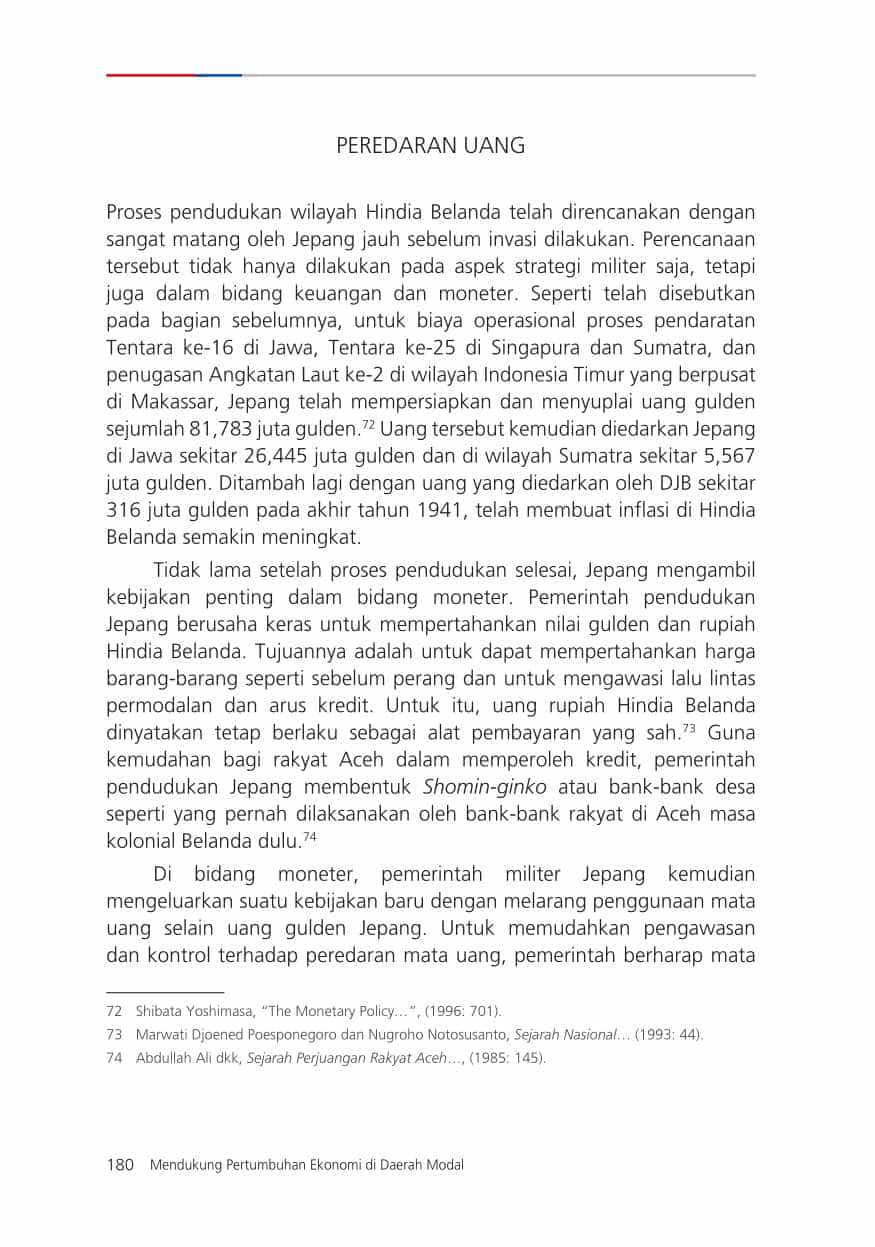 PEREDARAN UANG
Proses pendudukan wilayah Hindia Belanda telah direncanakan dengan
sangat matang oleh Jepang jauh sebelum invasi dilakukan. Perencanaan
tersebut tidak hanya dilakukan pada aspek strategi militer saja, tetapi
juga dalam bidang keuangan dan moneter. Seperti telah disebutkan
pada bagian sebelumnya, untuk biaya operasional proses pendaratan
Tentara ke-16 di Jawa, Tentara ke-25 di Singapura dan Sumatra, dan
penugasan Angkatan Laut ke-2 di wilayah Indonesia Timur yang berpusat
di Makassar, Jepang telah mempersiapkan dan menyuplai uang gulden
sejumlah 81,783 juta gulden.72 Uang tersebut kemudian diedarkan Jepang
di Jawa sekitar 26,445 juta gulden dan di wilayah Sumatra sekitar 5,567
juta gulden. Ditambah lagi dengan uang yang diedarkan oleh DJB sekitar
316 juta gulden pada akhir tahun 1941, telah membuat inflasi di Hindia
Belanda semakin meningkat.
Tidak lama setelah proses pendudukan selesai, Jepang mengambil
kebijakan penting dalam bidang moneter. Pemerintah pendudukan
Jepang berusaha keras untuk mempertahankan nilai gulden dan rupiah
Hindia Belanda. Tujuannya adalah untuk dapat mempertahankan harga
barang-barang seperti sebelum perang dan untuk mengawasi lalu lintas
permodalan dan arus kredit. Untuk itu, uang rupiah Hindia Belanda
dinyatakan tetap berlaku sebagai alat pembayaran yang sah.73 Guna
kemudahan bagi rakyat Aceh dalam memperoleh kredit, pemerintah
pendudukan Jepang membentuk Shomin-ginko atau bank-bank desa
seperti yang pernah dilaksanakan oleh bank-bank rakyat di Aceh masa
kolonial Belanda dulu.74
Di bidang moneter, pemerintah militer Jepang kemudian
mengeluarkan suatu kebijakan baru dengan melarang penggunaan mata
uang selain uang gulden Jepang. Untuk memudahkan pengawasan
dan kontrol terhadap peredaran mata uang, pemerintah berharap mata
72 Shibata Yoshimasa, “The Monetary Policy…”, (1996: 701).
73 Marwati Djoened Poesponegoro dan Nugroho Notosusanto, Sejarah Nasional… (1993: 44).
74 Abdullah Ali dkk, Sejarah Perjuangan Rakyat Aceh…, (1985: 145).
180 Mendukung Pertumbuhan Ekonomi di Daerah Modal